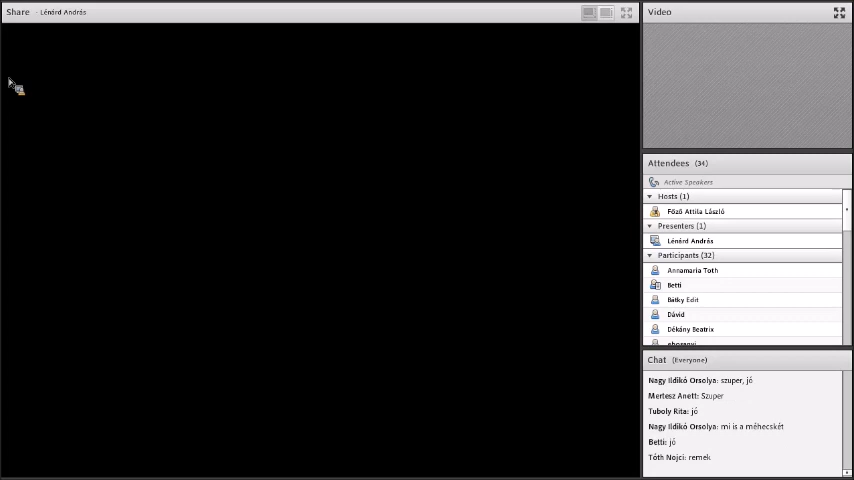 Share - Lénárd András
Video
Attendees (34)
Active Speakers
Hosts (1)
Főző Attila László
Presenters (1)
Lénárd András
Participants (32)
Annamaria Toth
Betti
Bátky Edit
Dávid
Dékány Beatrix
Chat (Everyone)
Nagy Ildikó Orsolya: szuper, jó
Mertesz Anett: Szuper
Tuboly Rita: jó
Nagy Ildikó Orsolya: mi is a méhecskét
Betti: jó
Tóth Nojci: remek